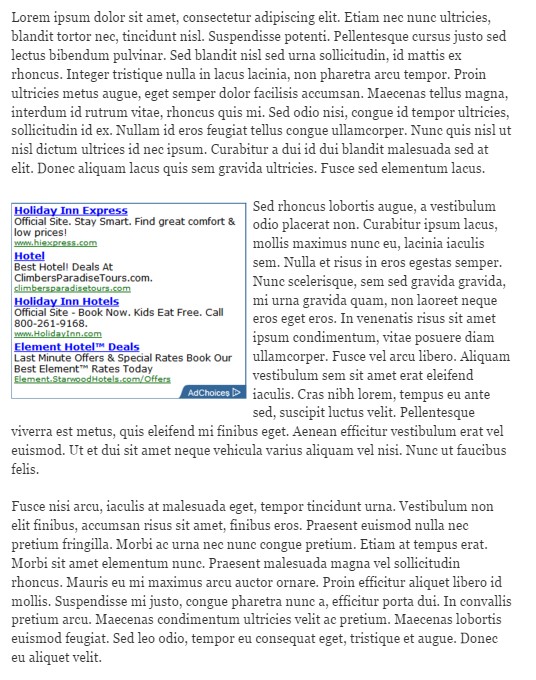 Lorem ipsum dolor sit amet, consectetur adipiscing elit. Etiam nec nunc ultricies,
blandit tortor nec, tincidunt nisl. Suspendisse potenti. Pellentesque cursus justo sed
lectus bibendum pulvinar. Sed blandit nisl sed urna sollicitudin, id mattis ex
rhoncus. Integer tristique nulla in lacus lacinia, non pharetra arcu tempor. Proin
ultricies metus augue, eget semper dolor facilisis accumsan. Maecenas tellus magna,
interdum id rutrum vitae, rhoncus quis mi. Sed odio nisi, congue id tempor ultricies,
sollicitudin id ex. Nullam id eros feugiat tellus congue ullamcorper. Nunc quis nisl ut
nisl dictum ultrices id nec ipsum. Curabitur a dui id dui blandit malesuada sed at
elit. Donec aliquam lacus quis sem gravida ultricies. Fusce sed elementum lacus.
Holiday Inn Express
Official Site. Stay Smart. Find great comfort &
low prices!
www.hiexpress.com
Hotel
Best Hotel! Deals At
ClimbersParadiseTours.com.
climbersparadisetours.com
Holiday Inn Hotels
Official Site - Book Now. Kids Eat Free. Call
800-261-9168.
www.HolidayInn.com
Element Hotel™ Deals
Last Minute Offers & Special Rates Book Our
Best Element™ Rates Today
Element.StarwoodHotels.com/Offers
AdChoices
Sed rhoncus lobortis augue, a vestibulum
odio placerat non. Curabitur ipsum lacus,
mollis maximus nunc eu, lacinia iaculis
sem. Nulla et risus in eros egestas semper.
Nunc scelerisque, sem sed gravida gravida,
mi urna gravida quam, non laoreet neque
eros eget eros. In venenatis risus sit amet
ipsum condimentum, vitae posuere diam
ullamcorper. Fusce vel arcu libero. Aliquam
vestibulum sem sit amet erat eleifend
iaculis. Cras nibh lorem, tempus eu ante
sed, suscipit luctus velit. Pellentesque
viverra est metus, quis eleifend mi finibus eget. Aenean efficitur vestibulum erat vel
euismod. Ut et dui sit amet neque vehicula varius aliquam vel nisi. Nunc ut faucibus
felis.
Fusce nisi arcu, iaculis at malesuada eget, tempor tincidunt urna. Vestibulum non
elit finibus, accumsan risus sit amet, finibus eros. Praesent euismod nulla nec
pretium fringilla. Morbi ac urna nec nunc congue pretium. Etiam at tempus erat.
Morbi sit amet elementum nunc. Praesent malesuada magna vel sollicitudin
rhoncus. Mauris eu mi maximus arcu auctor ornare. Proin efficitur aliquet libero id
mollis. Suspendisse mi justo, congue pharetra nunc a, efficitur porta dui. In convallis
pretium arcu. Maecenas condimentum ultricies velit ac pretium. Maecenas lobortis
euismod feugiat. Sed leo odio, tempor eu consequat eget, tristique et augue. Donec
eu aliquet velit.